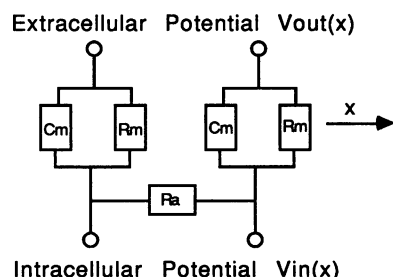 Extracellular Potential Vout(x)
Cm Rm Cm Rm x
Ra
Intracellular Potential Vin(x)